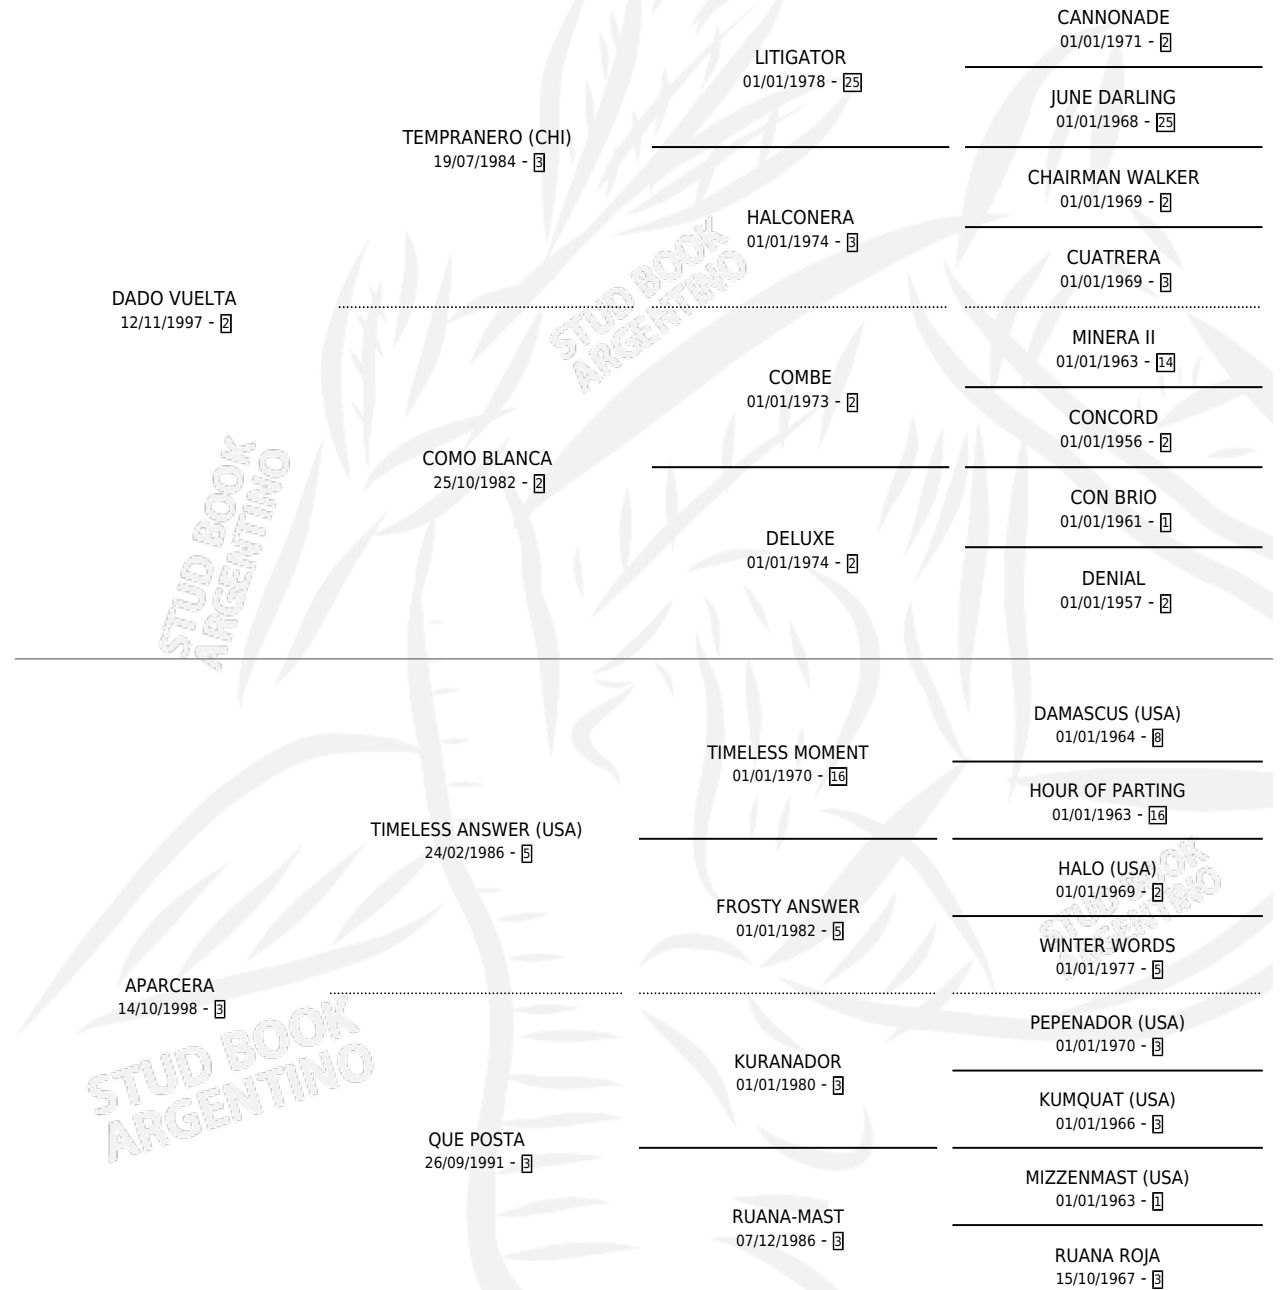 CANNONADE
01/01/1971 - 2
LITIGATOR
01/01/1978 - 25
JUNE DARLING
01/01/1968 - 25
TEMPRANERO (CHI)
19/07/1984 - 3
CHAIRMAN WALKER
01/01/1969 - 2
HALCONERA
01/01/1974 - 3
CUATRERA
01/01/1969 - 3
DADO VUELTA
12/11/1997 - 2
STUD BOOK
ARGENTINO
MINERA II
01/01/1963 - 14
COMBE
01/01/1973 - 2
CONCORD
01/01/1956 - 2
COMO BLANCA
25/10/1982 - 2
CON BRIO
01/01/1961 - 1
DELUXE
01/01/1974 - 2
DENIAL
01/01/1957 - 2
STUD BOOK
ARGENTINO
DAMASCUS (USA)
01/01/1964 - 8
TIMELESS MOMENT
01/01/1970 - 16
HOUR OF PARTING
01/01/1963 - 16
TIMELESS ANSWER (USA)
24/02/1986 - 5
HALO (USA)
01/01/1969 - 2
FROSTY ANSWER
01/01/1982 - 5
STUD BOOK
ARGENTINO
WINTER WORDS
01/01/1977 - 5
APARCERA
14/10/1998 - 3
PEPENADOR (USA)
01/01/1970 - 3
STUD BOOK
ARGENTINO
KURANADOR
01/01/1980 - 3
KUMQUAT (USA)
01/01/1966 - 3
QUE POSTA
26/09/1991 - 3
MIZZENMAST (USA)
01/01/1963 - 1
RUANA-MAST
07/12/1986 - 3
RUANA ROJA
15/10/1967 - 3